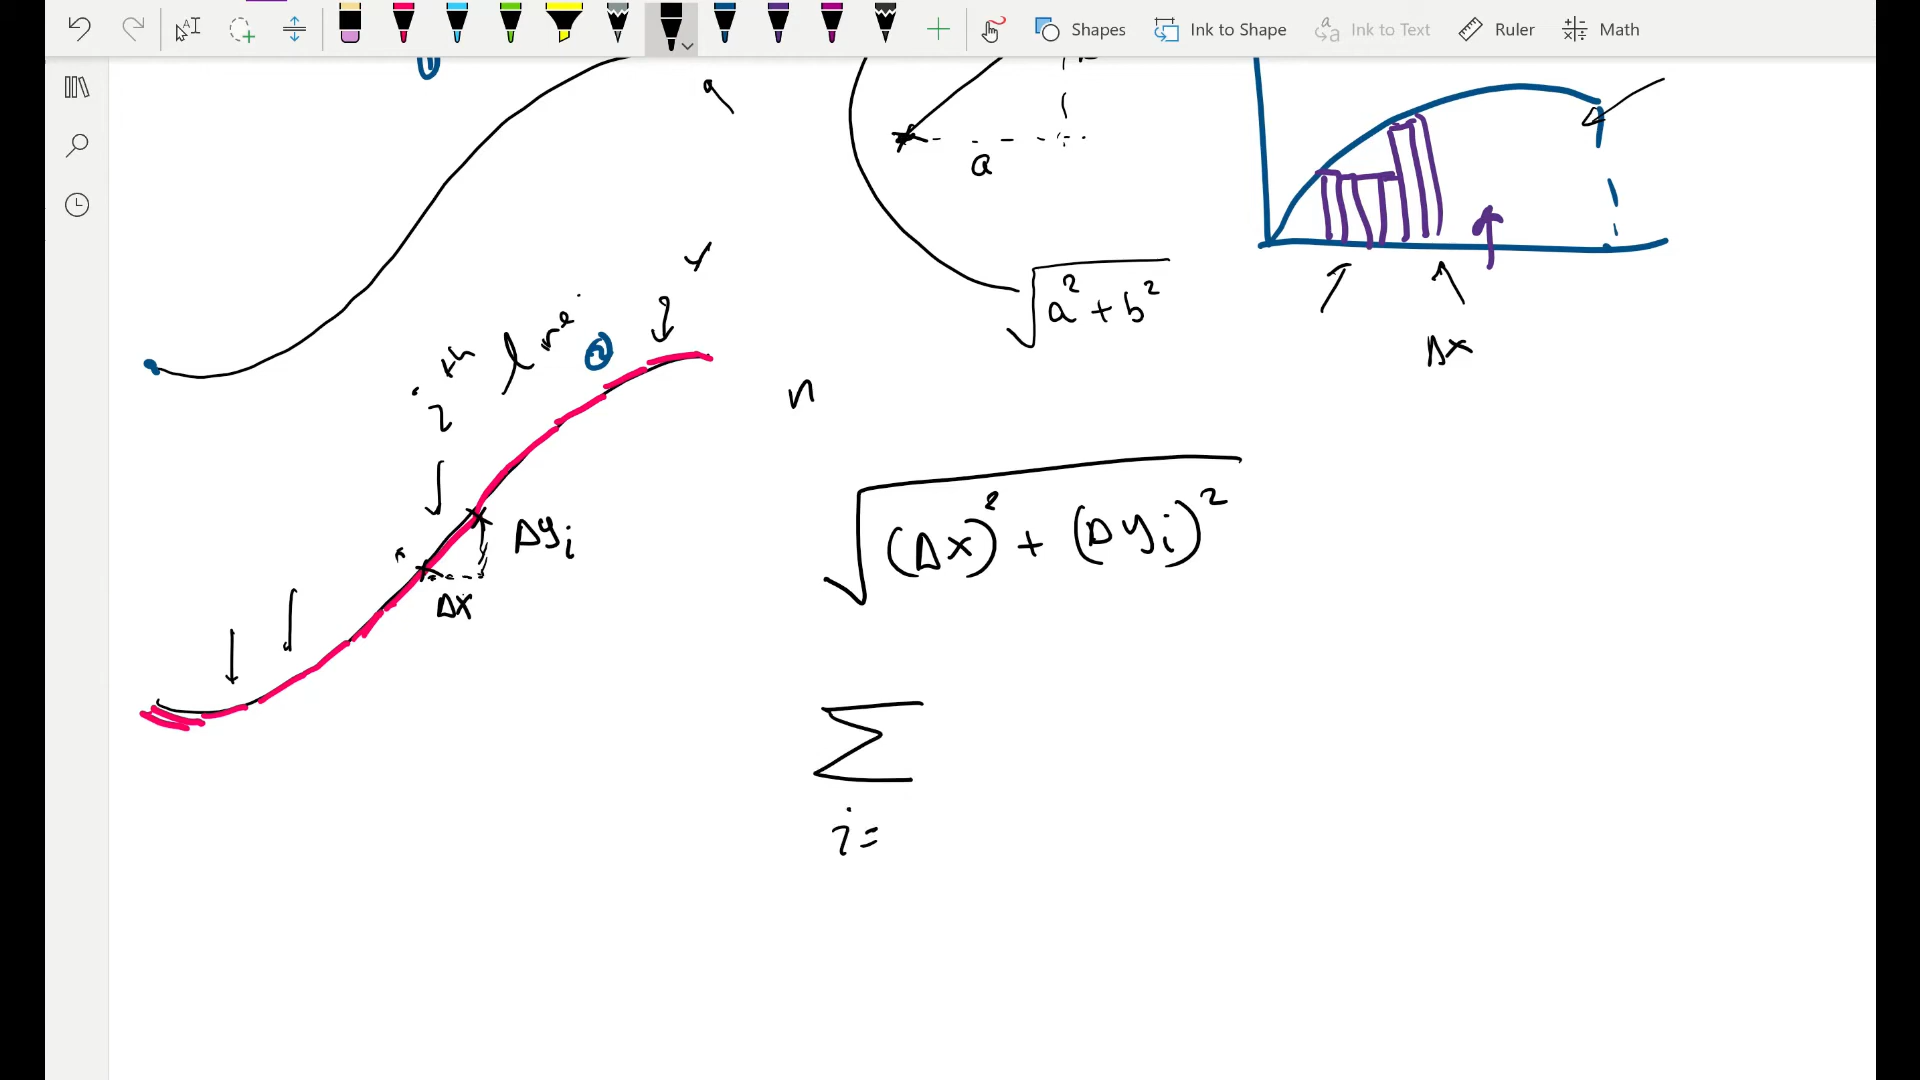 Shapes
Ink to Shape
Ink to Text
Ruler
Math
a
√a² + b²
Δx
i th line
2
n
Δyi
Δx
√(Δx)² + (Δyi)²
Σ
i =